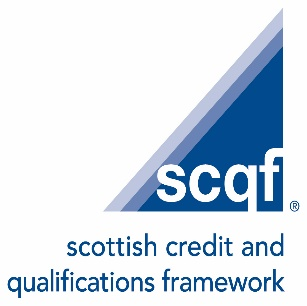 scqf
®
scottish credit and
qualifications framework